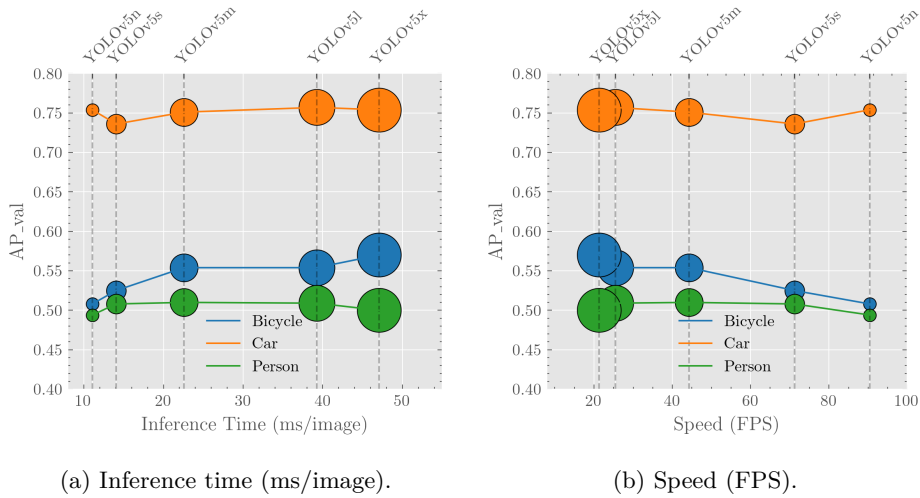 YOLOv5n
YOLOv5s
YOLOv5m
YOLOv5l
YOLOv5x
0.80
0.75
0.70
0.65
0.60
0.55
0.50
0.45
0.40
AP_val
Bicycle
Car
Person
10
20
30
40
50
Inference Time (ms/image)
(a) Inference time (ms/image).
YOLOv5x
YOLOv5l
YOLOv5m
YOLOv5s
YOLOv5n
0.80
0.75
0.70
0.65
0.60
0.55
0.50
0.45
0.40
AP_val
Bicycle
Car
Person
20
40
60
80
100
Speed (FPS)
(b) Speed (FPS).